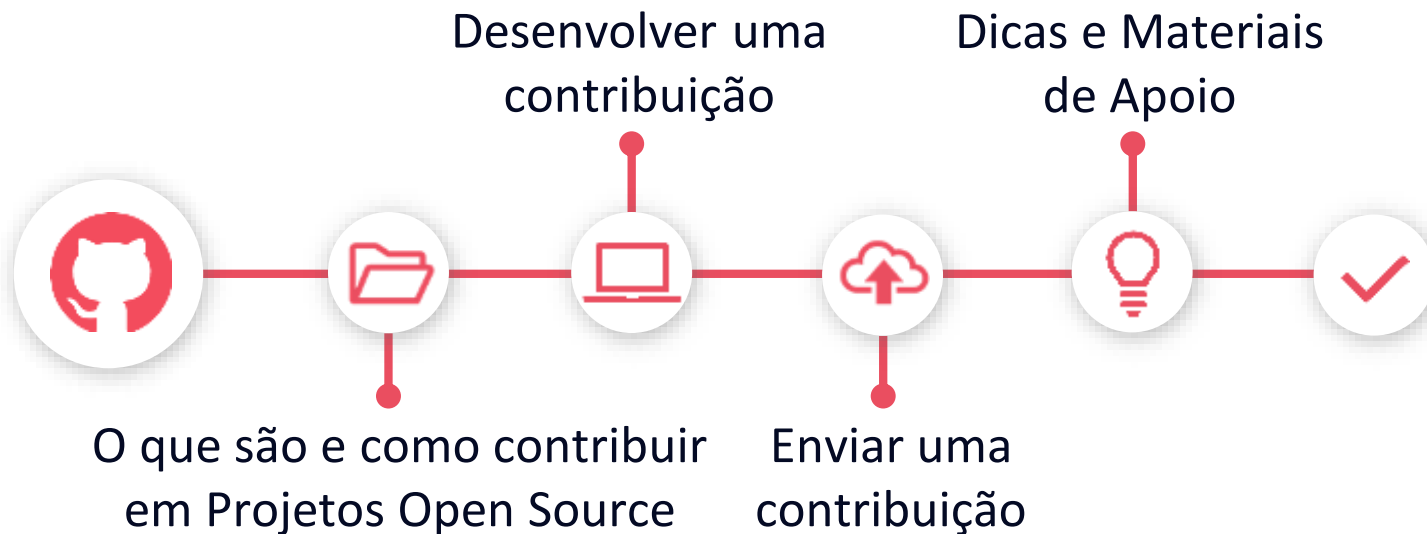 Desenvolver uma
contribuição
Dicas e Materiais
de Apoio
O que são e como contribuir
em Projetos Open Source
Enviar uma
contribuição